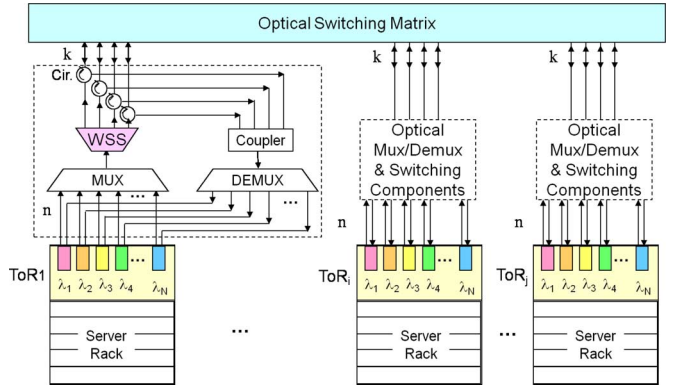 Optical Switching Matrix
k
k
k
Cir.
WSS
Coupler
MUX
DEMUX
...
...
n
Optical
Mux/Demux
& Switching
Components
n
Optical
Mux/Demux
& Switching
Components
n
ToR1
...
λ1 λ2 λ3 λ4 λN
ToRi
...
λ1 λ2 λ3 λ4 λN
ToRj
...
λ1 λ2 λ3 λ4 λN
Server
Rack
...
Server
Rack
...
Server
Rack